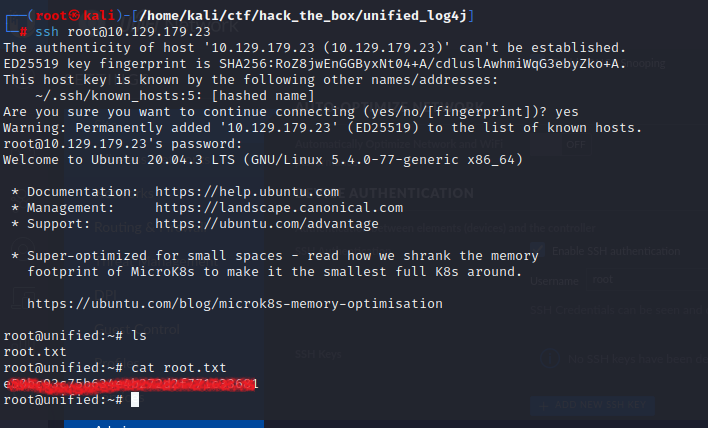 (root㉿kali)-[/home/kali/ctf/hack_the_box/unified_log4j]
# ssh root@10.129.179.23
The authenticity of host '10.129.179.23 (10.129.179.23)' can't be established.
ED25519 key fingerprint is SHA256:RoZ8jwEnGGByxNt04+A/cdluslAwhmiWqG3ebyZko+A.
This host key is known by the following other names/addresses:
~/.ssh/known_hosts:5: [hashed name]
Are you sure you want to continue connecting (yes/no/[fingerprint])? yes
Warning: Permanently added '10.129.179.23' (ED25519) to the list of known hosts.
root@10.129.179.23's password:
Welcome to Ubuntu 20.04.3 LTS (GNU/Linux 5.4.0-77-generic x86_64)
* Documentation: https://help.ubuntu.com
* Management: https://landscape.canonical.com
* Support: https://ubuntu.com/advantage
* Super-optimized for small spaces - read how we shrank the memory
footprint of MicroK8s to make it the smallest full K8s around.
https://ubuntu.com/blog/microk8s-memory-optimisation
root@unified:~# ls
root.txt
root@unified:~# cat root.txt
root@unified:~#